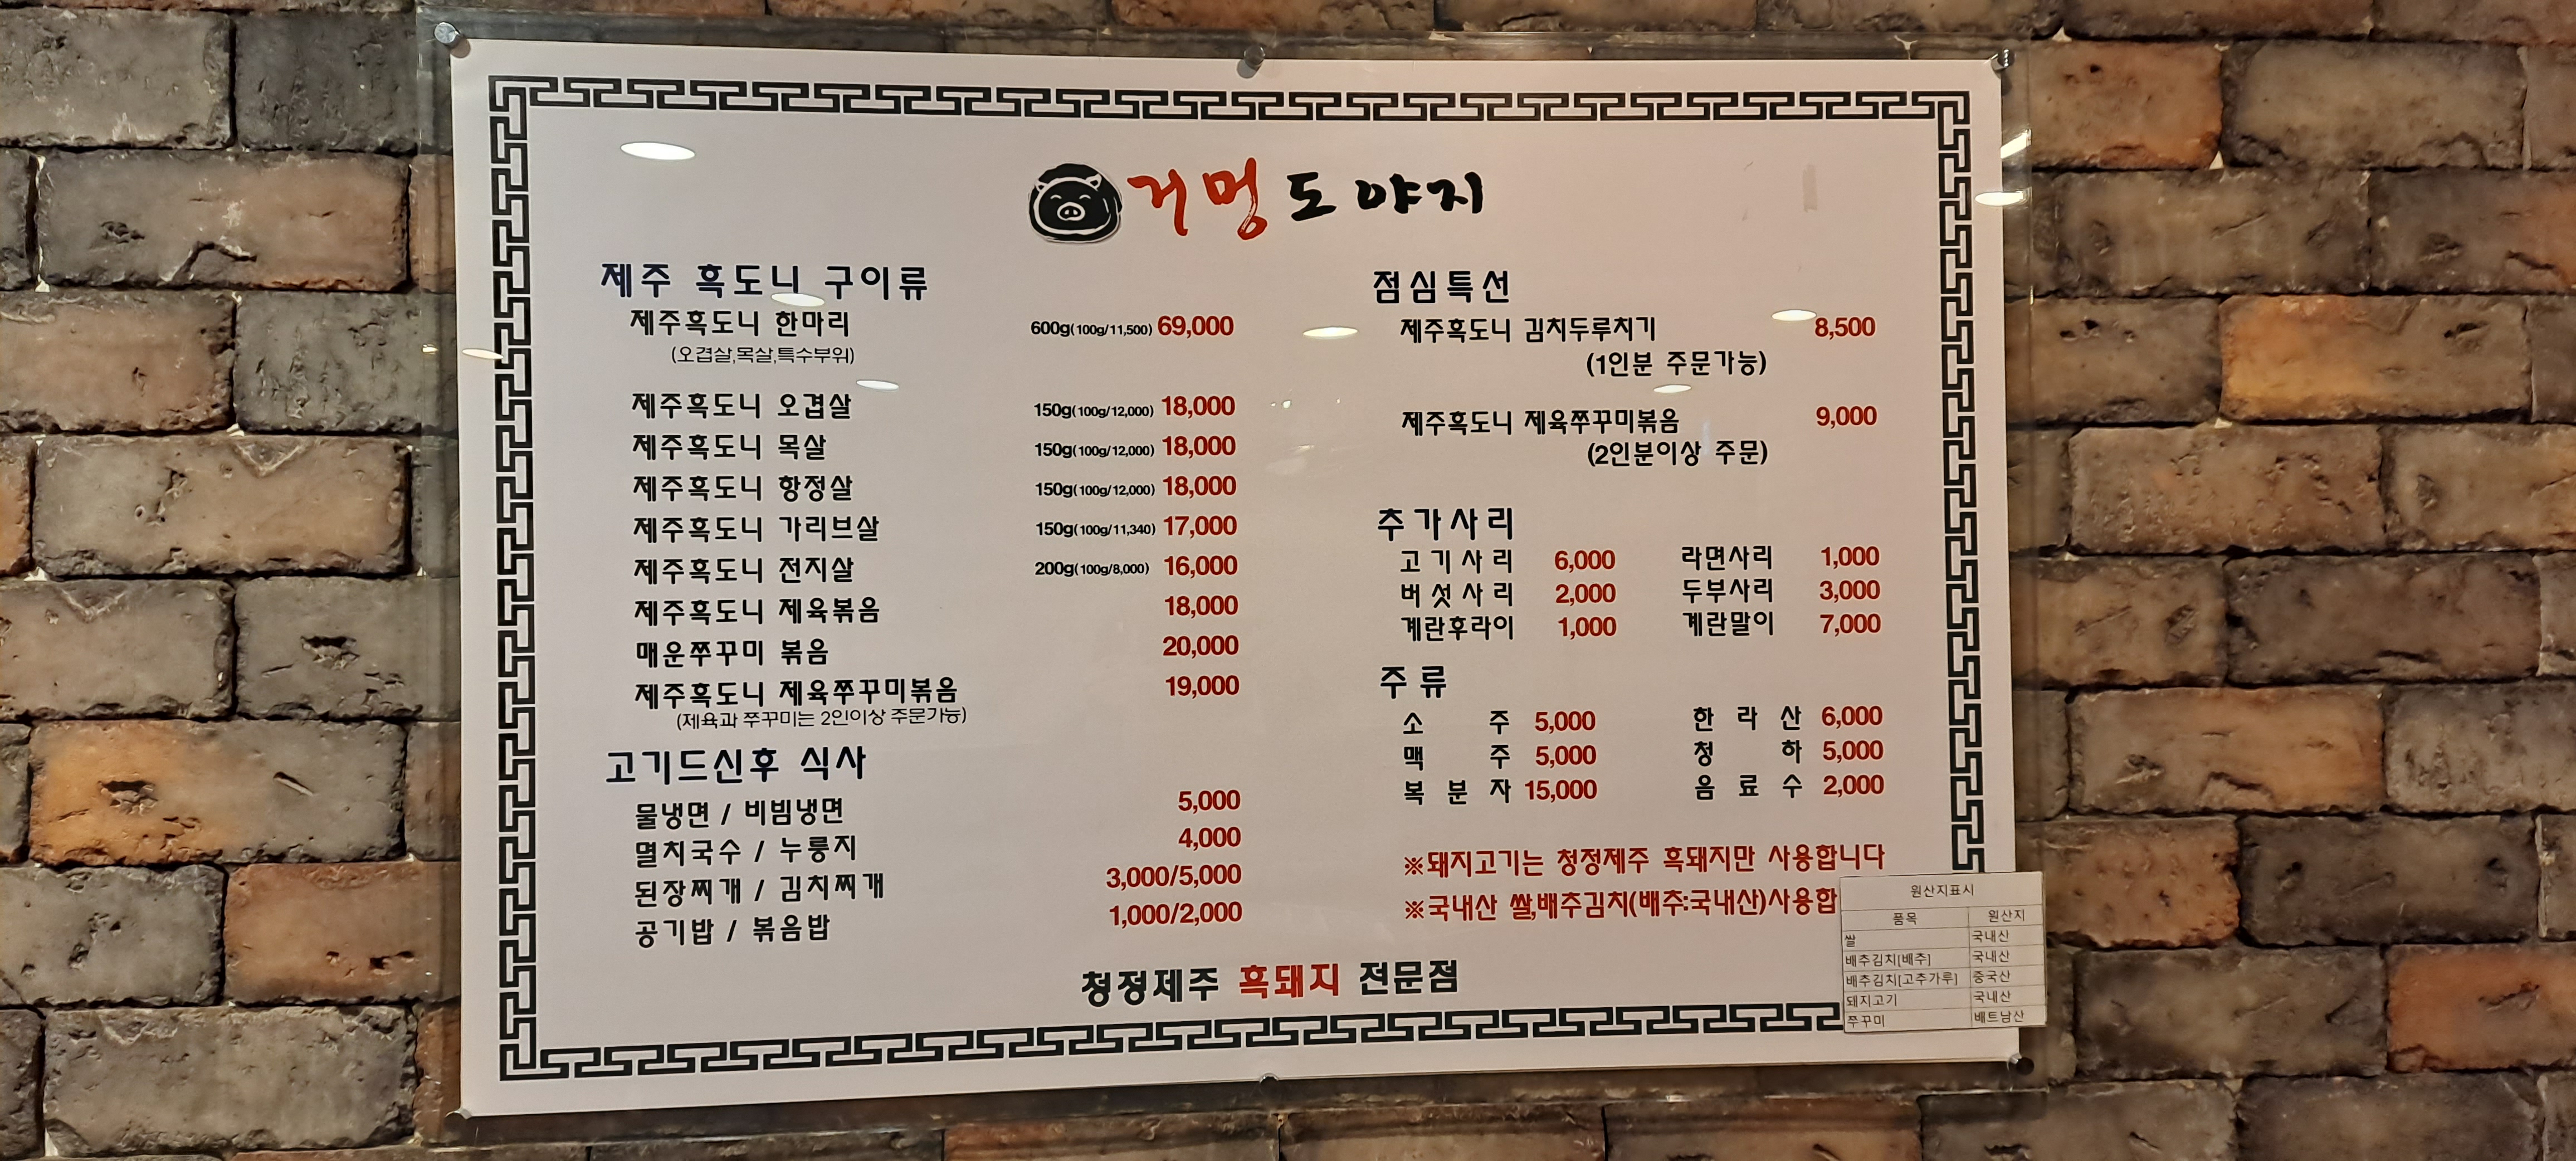 거멍도야지
제주 흑도니 구이류
제주흑도니 한마리 600g(100g/11,500) 69,000
(오겹살,목살,특수부위)
제주흑도니 오겹살 150g(100g/12,000) 18,000
제주흑도니 목살 150g(100g/12,000) 18,000
제주흑도니 항정살 150g(100g/12,000) 18,000
제주흑도니 가리브살 150g(100g/11,340) 17,000
제주흑도니 전지살 200g(100g/8,000) 16,000
제주흑도니 제육볶음 18,000
매운쭈꾸미 볶음 20,000
제주흑도니 제육쭈꾸미볶음 19,000
(제육과 쭈꾸미는 2인이상 주문가능)
고기드신후 식사
물냉면 / 비빔냉면 5,000
멸치국수 / 누룽지 4,000
된장찌개 / 김치찌개 3,000/5,000
공기밥 / 볶음밥 1,000/2,000
점심특선
제주흑도니 김치두루치기 8,500
(1인분 주문가능)
제주흑도니 제육쭈꾸미볶음 9,000
(2인분이상 주문)
추가사리
고기사리 6,000 라면사리 1,000
버섯사리 2,000 두부사리 3,000
계란후라이 1,000 계란말이 7,000
주류
소주 5,000 한라산 6,000
맥주 5,000 청하 5,000
복분자 15,000 음료수 2,000
※돼지고기는 청정제주 흑돼지만 사용합니다
※국내산 쌀,배추김치(배추:국내산)사용합
청정제주 흑돼지 전문점
원산지표시
품목 원산지
쌀 국내산
배추김치[배추] 국내산
배추김치[고추가루] 중국산
돼지고기 국내산
쭈꾸미 베트남산